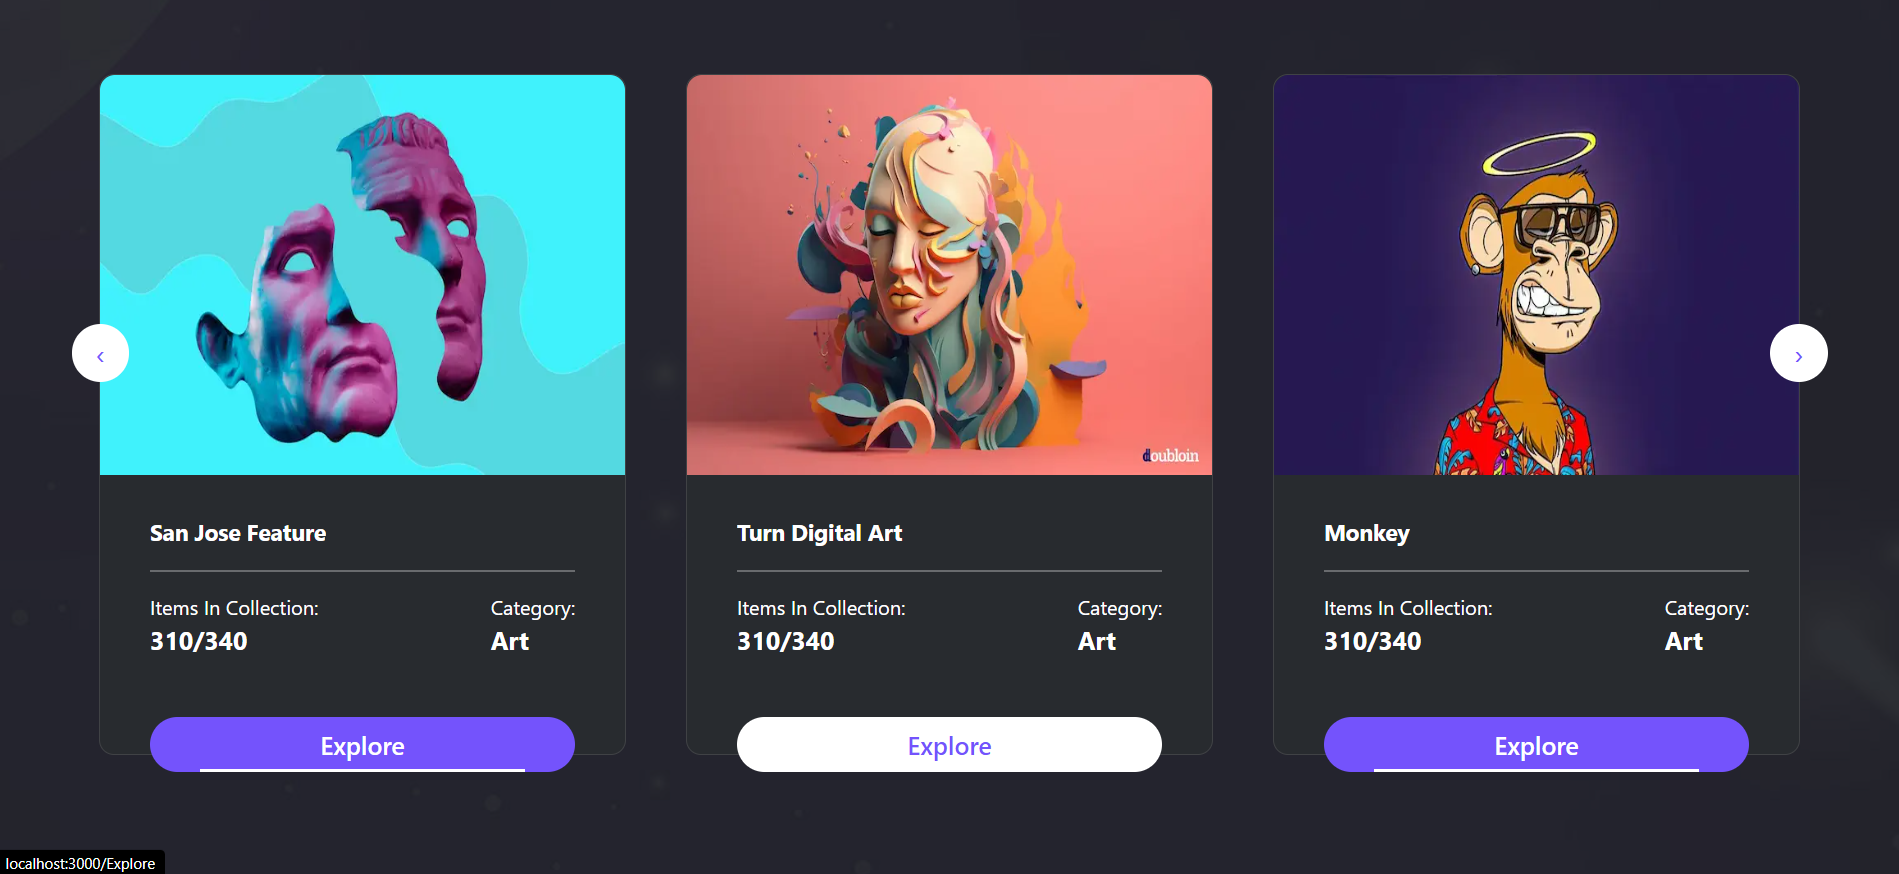 doubloin
‹
›
San Jose Feature
Turn Digital Art
Monkey
Items In Collection:
310/340
Category:
Art
Items In Collection:
310/340
Category:
Art
Items In Collection:
310/340
Category:
Art
Explore
Explore
Explore
localhost:3000/Explore